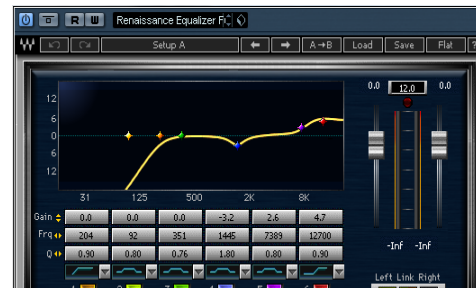 R W Renaissance Equalizer F
Setup A A→B Load Save Flat ?
0.0 12.0 0.0
12
6
0
6
12
31 125 500 2K 8K
Gain 0.0 0.0 0.0 -3.2 2.6 4.7
Frq 204 92 351 1445 7389 12700
Q 0.90 0.80 0.76 1.80 0.80 0.90
-Inf -Inf
Left Link Right